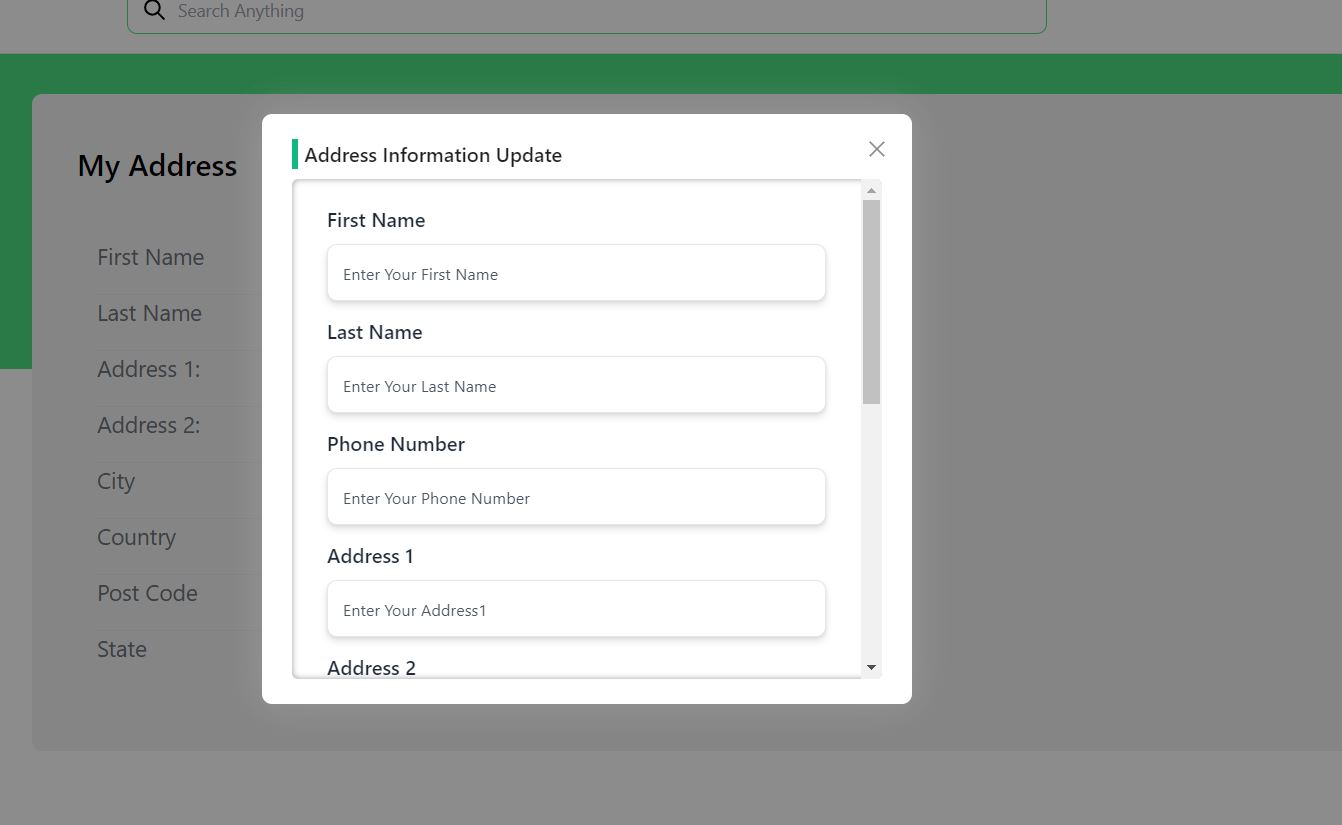 Search Anything
My Address
First Name
Last Name
Address 1:
Address 2:
City
Country
Post Code
State
Address Information Update
First Name
Enter Your First Name
Last Name
Enter Your Last Name
Phone Number
Enter Your Phone Number
Address 1
Enter Your Address1
Address 2